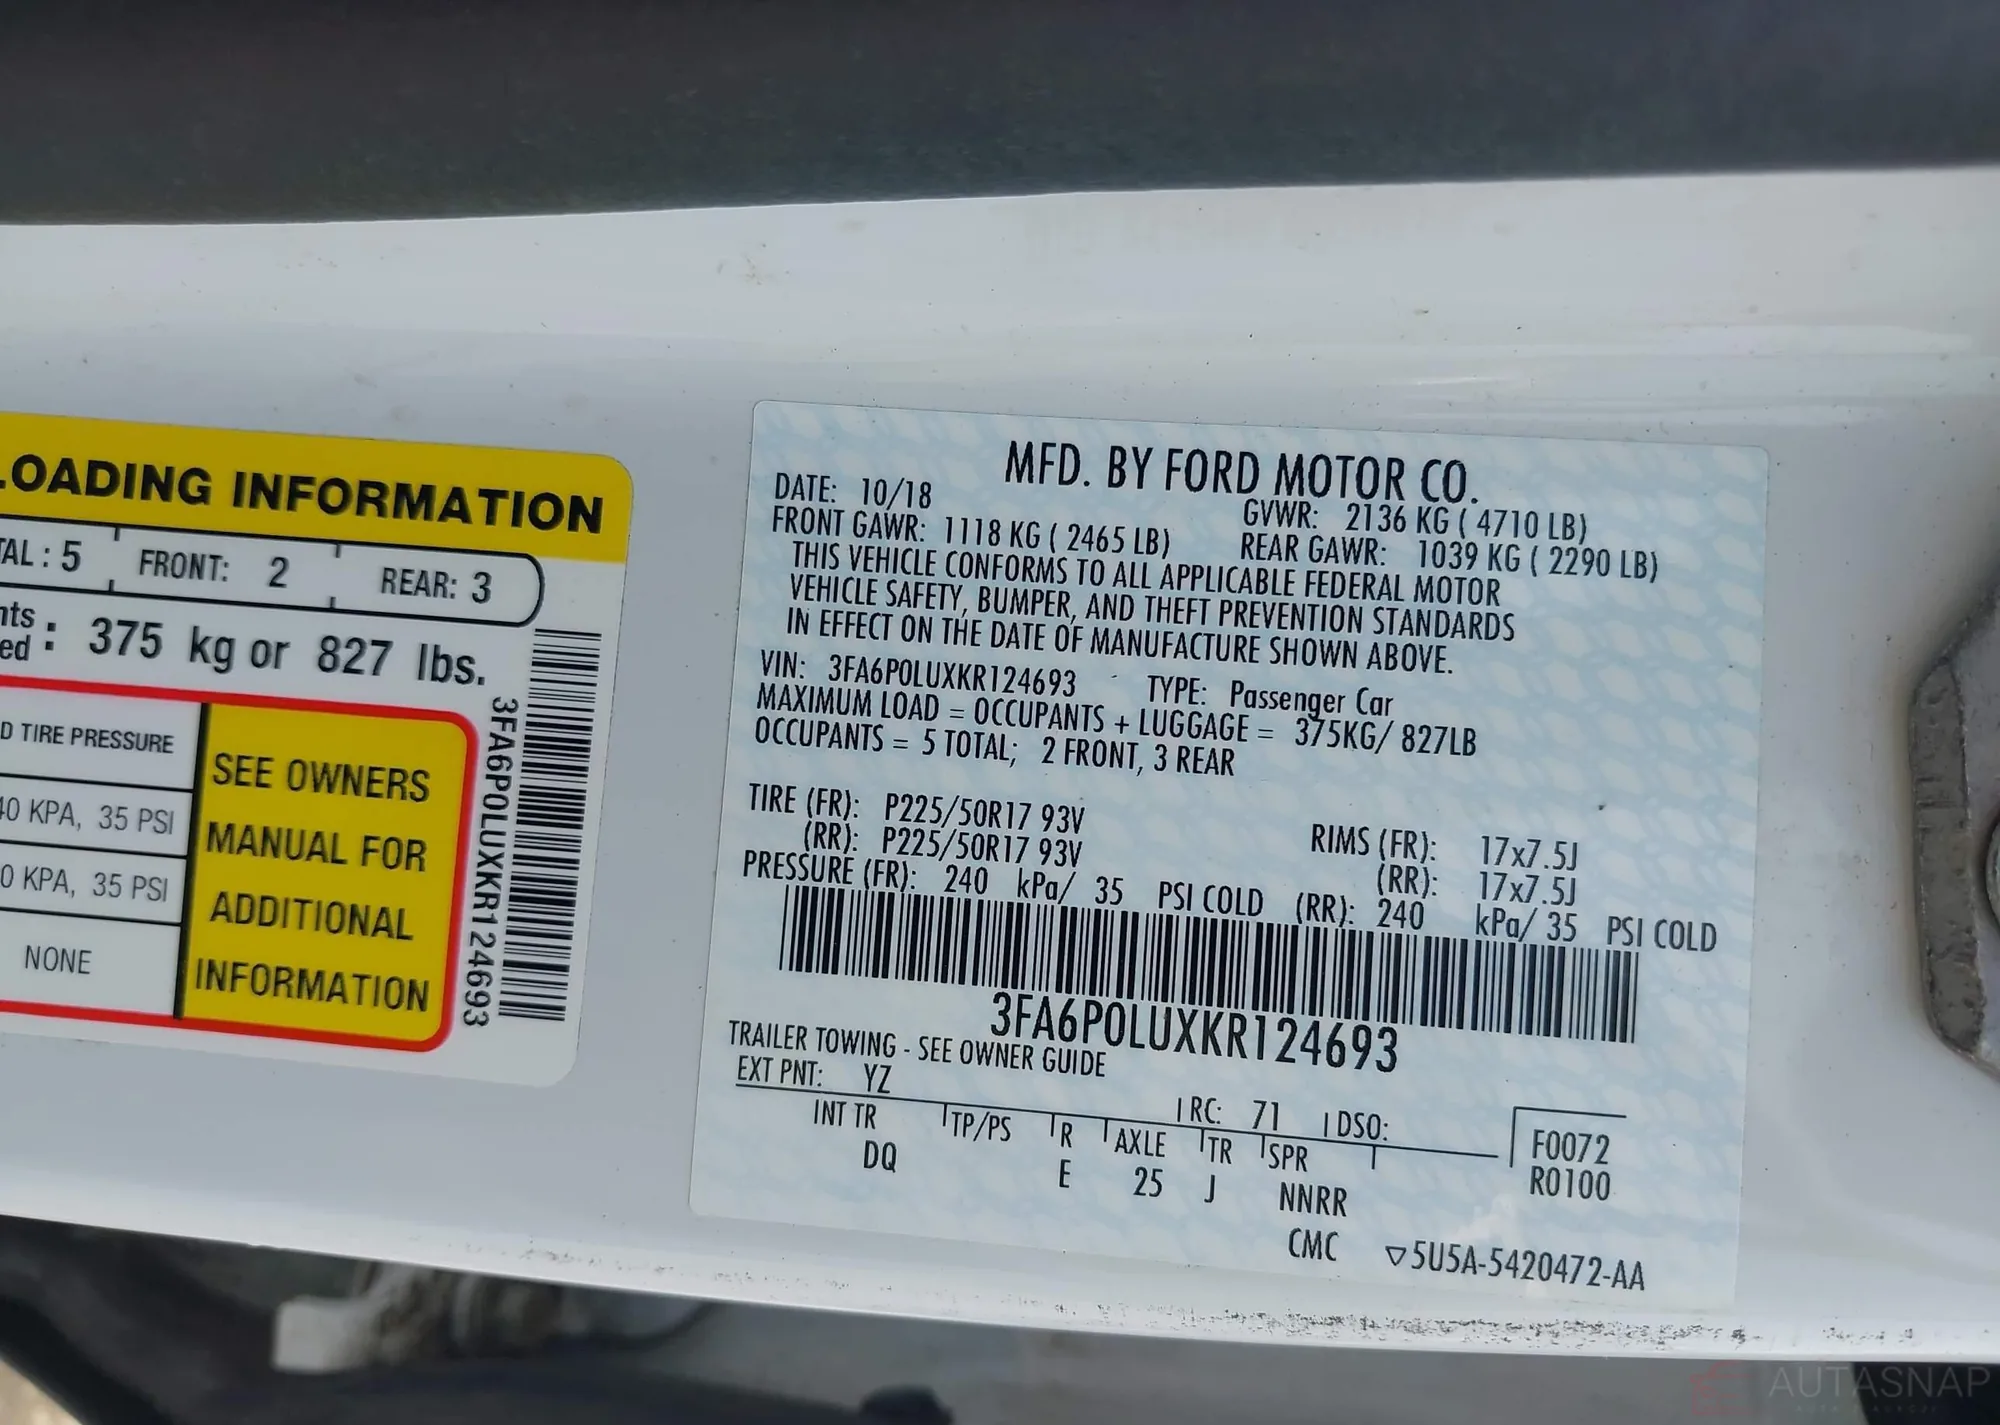 LOADING INFORMATION
TAL : 5 FRONT: 2 REAR: 3
nts
ed : 375 kg or 827 lbs.
D TIRE PRESSURE
40 KPA, 35 PSI
0 KPA, 35 PSI
NONE
SEE OWNERS
MANUAL FOR
ADDITIONAL
INFORMATION
3FA6P0LUXKR124693
MFD. BY FORD MOTOR CO.
DATE: 10/18 GVWR: 2136 KG ( 4710 LB)
FRONT GAWR: 1118 KG ( 2465 LB) REAR GAWR: 1039 KG ( 2290 LB)
THIS VEHICLE CONFORMS TO ALL APPLICABLE FEDERAL MOTOR
VEHICLE SAFETY, BUMPER, AND THEFT PREVENTION STANDARDS
IN EFFECT ON THE DATE OF MANUFACTURE SHOWN ABOVE.
VIN: 3FA6P0LUXKR124693 TYPE: Passenger Car
MAXIMUM LOAD = OCCUPANTS + LUGGAGE = 375KG/ 827LB
OCCUPANTS = 5 TOTAL; 2 FRONT, 3 REAR
TIRE (FR): P225/50R17 93V RIMS (FR): 17x7.5J
(RR): P225/50R17 93V (RR): 17x7.5J
PRESSURE (FR): 240 kPa/ 35 PSI COLD (RR): 240 kPa/ 35 PSI COLD
3FA6P0LUXKR124693
TRAILER TOWING - SEE OWNER GUIDE
EXT PNT: YZ RC: 71 DSO:
INT TR TP/PS R AXLE TR SPR
DQ E 25 J NNRR
F0072
R0100
CMC ▽5U5A-5420472-AA
AUTASNAP